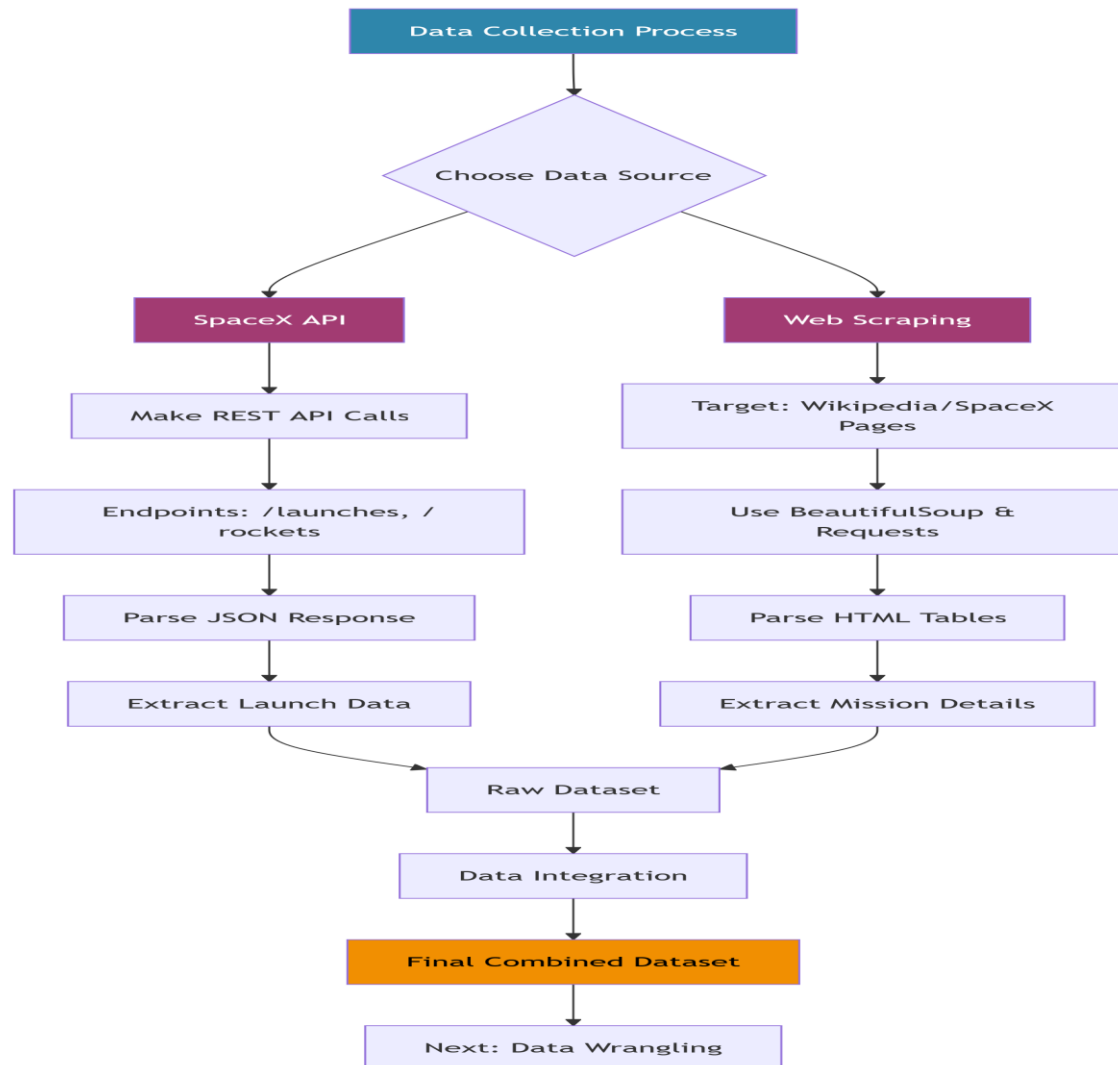 Data Collection Process
Choose Data Source
SpaceX API
Web Scraping
Make REST API Calls
Target: Wikipedia/SpaceX
Pages
Endpoints: /launches, /
rockets
Use BeautifulSoup &
Requests
Parse JSON Response
Parse HTML Tables
Extract Launch Data
Extract Mission Details
Raw Dataset
Data Integration
Final Combined Dataset
Next: Data Wrangling